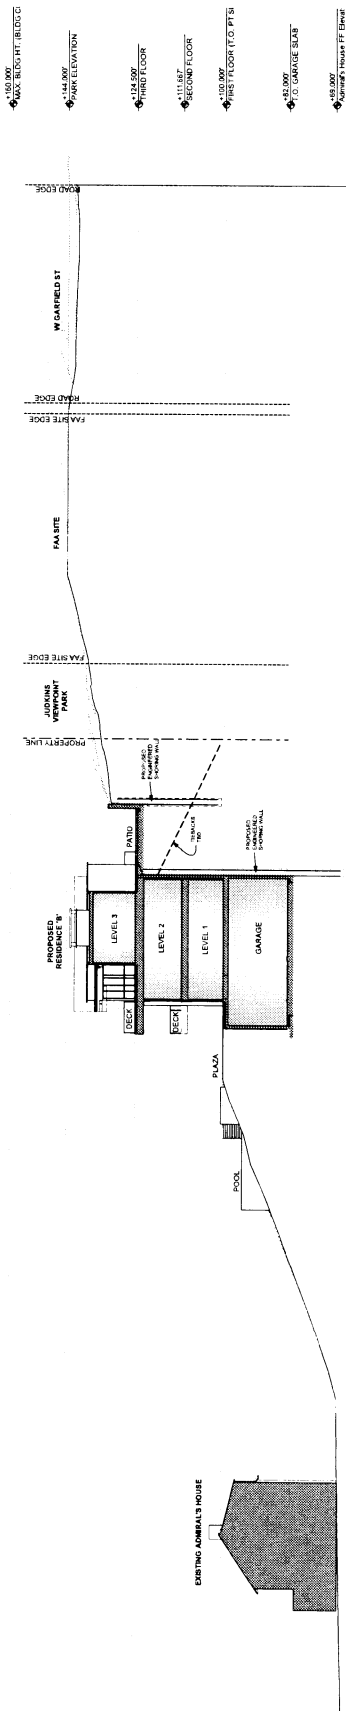 +160.000'
MAX. BLDG HT. (BLDG C
+144.000'
PARK ELEVATION
+124.500'
THIRD FLOOR
+111.667'
SECOND FLOOR
+100.000'
FIRST FLOOR (T.O. PT SI
+82.000'
T.O. GARAGE SLAB
+69.000'
Admiral's House FF Elevat
ROAD EDGE
W GARFIELD ST
ROAD EDGE
FAA SITE EDGE
FAA SITE
FAA SITE EDGE
JUDKINS
VIEWPOINT
PARK
PROPERTY LINE
PROPOSED
ENGINEERED
SHORING WALL
TIEBACKS
TBD
PROPOSED
ENGINEERED
SHORING WALL
PATIO
PROPOSED
RESIDENCE 'B'
LEVEL 3
LEVEL 2
LEVEL 1
GARAGE
DECK
DECK
PLAZA
POOL
EXISTING ADMIRAL'S HOUSE